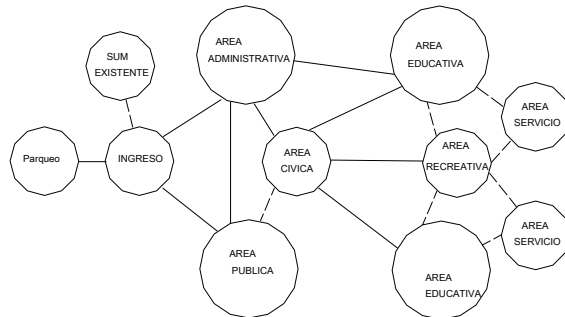 SUM
EXISTENTE
Parqueo
INGRESO
AREA
ADMINISTRATIVA
AREA
CIVICA
AREA
PUBLICA
AREA
EDUCATIVA
AREA
RECREATIVA
AREA
EDUCATIVA
AREA
SERVICIO
AREA
SERVICIO